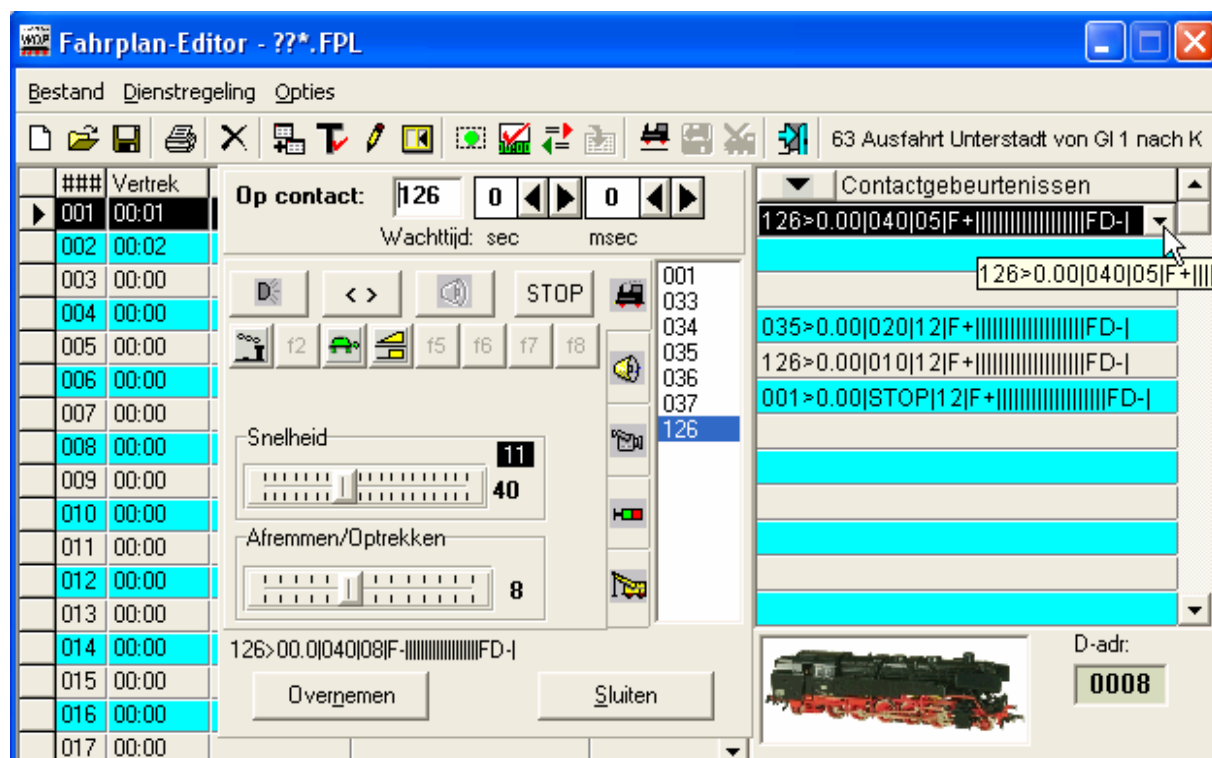 WDP Fahrplan-Editor - ??*.FPL
Bestand Dienstregeling Opties
63 Ausfahrt Unterstadt von Gl 1 nach K
### Vertrek
001 00:01
002 00:02
003 00:00
004 00:00
005 00:00
006 00:00
007 00:00
008 00:00
009 00:00
010 00:00
011 00:00
012 00:00
013 00:00
014 00:00
015 00:00
016 00:00
017 00:00
Op contact: 126 0 0
Wachttijd: sec msec
D < > STOP
f2 f5 f6 f7 f8
001
033
034
035
036
037
126
Snelheid
11
40
Afremmen/Optrekken
8
126>00.0|040|08|F-||||||||||||||||||FD-|
Overnemen Sluiten
Contactgebeurtenissen
126>0.00|040|05|F+||||||||||||||||||FD-|
126>0.00|040|05|F+||||
035>0.00|020|12|F+||||||||||||||||||FD-|
126>0.00|010|12|F+||||||||||||||||||FD-|
001>0.00|STOP|12|F+||||||||||||||||||FD-|
D-adr:
0008